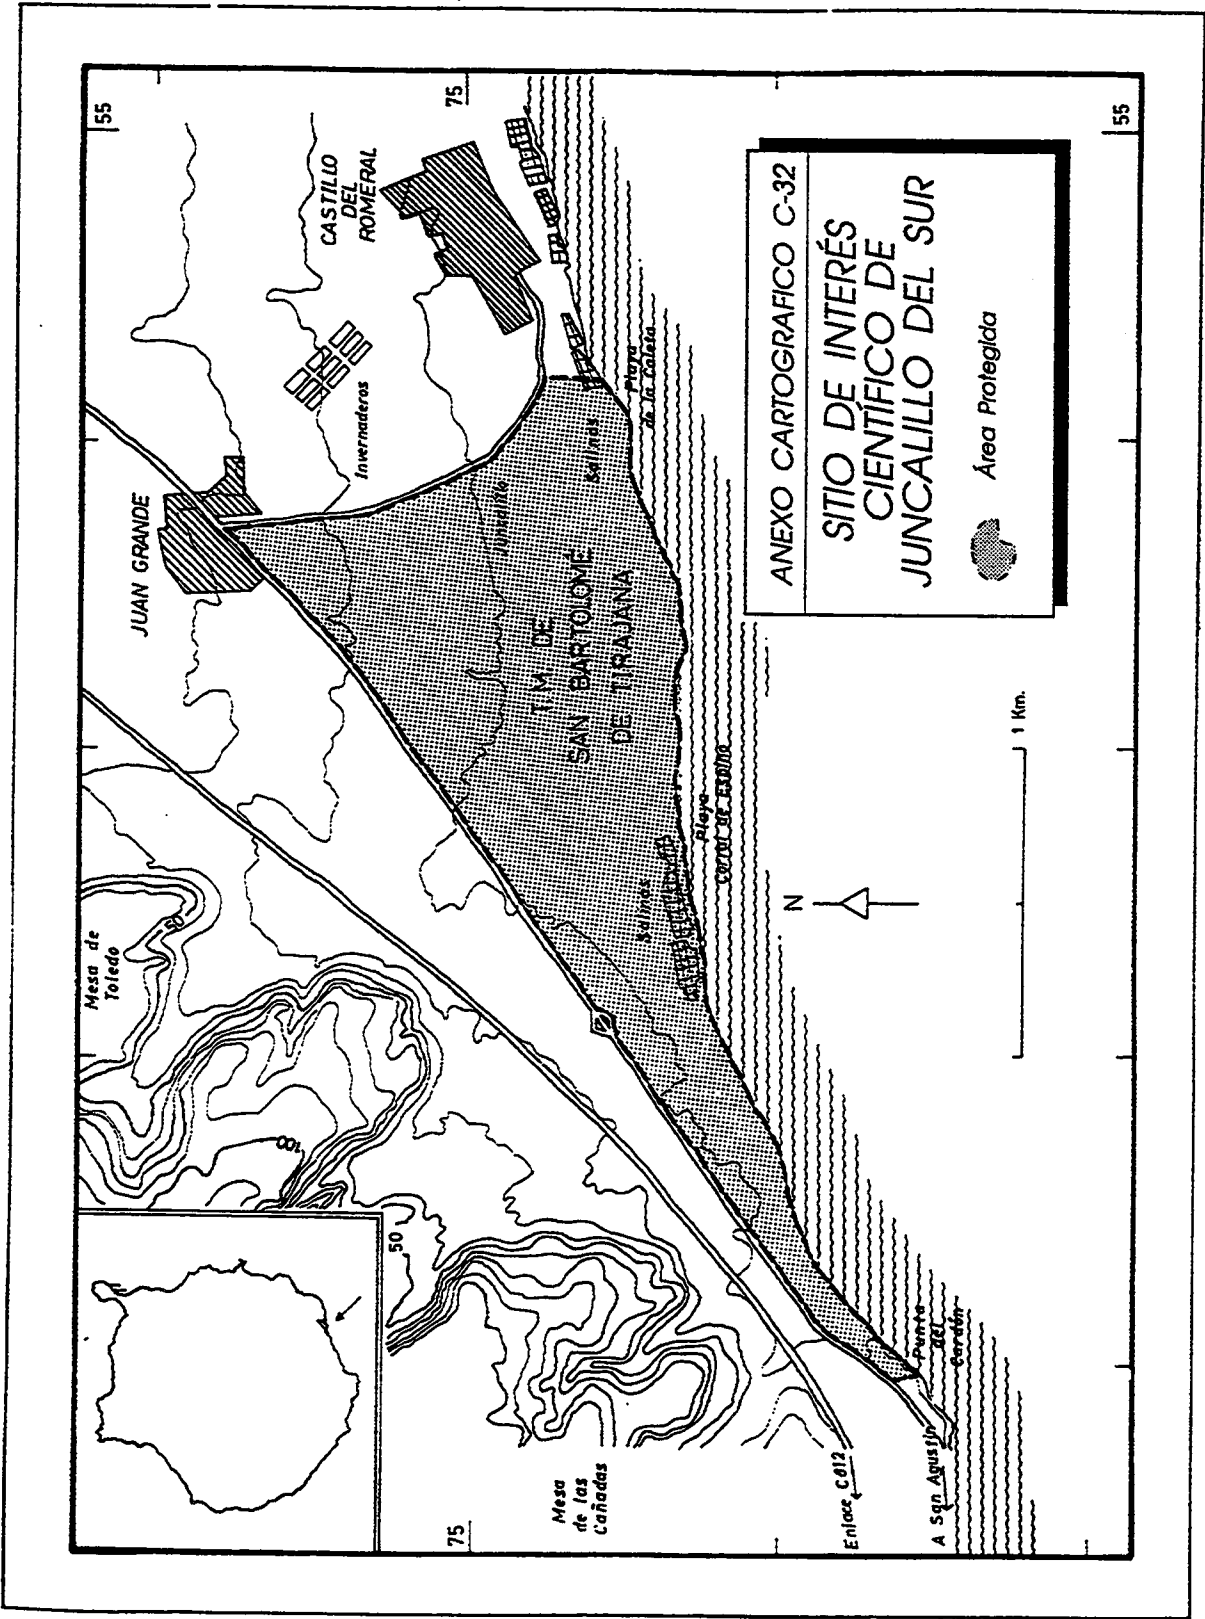 55
75
CASTILLO
DEL
ROMERAL
JUAN GRANDE
Invernaderos
Juncalillo
Salinas
Playa
de la Caleta
T.M. DE
SAN BARTOLOMÉ
DE TIRAJANA
Mesa de
Toledo
50
100
50
Salinas
Playa
Corral de Espino
Mesa
de las
Cañadas
75
Enlace C812
A San Agustín
Punta
del
Cardón
N
1 Km.
55
ANEXO CARTOGRAFICO C-32
SITIO DE INTERÉS
CIENTÍFICO DE
JUNCALILLO DEL SUR
Área Protegida